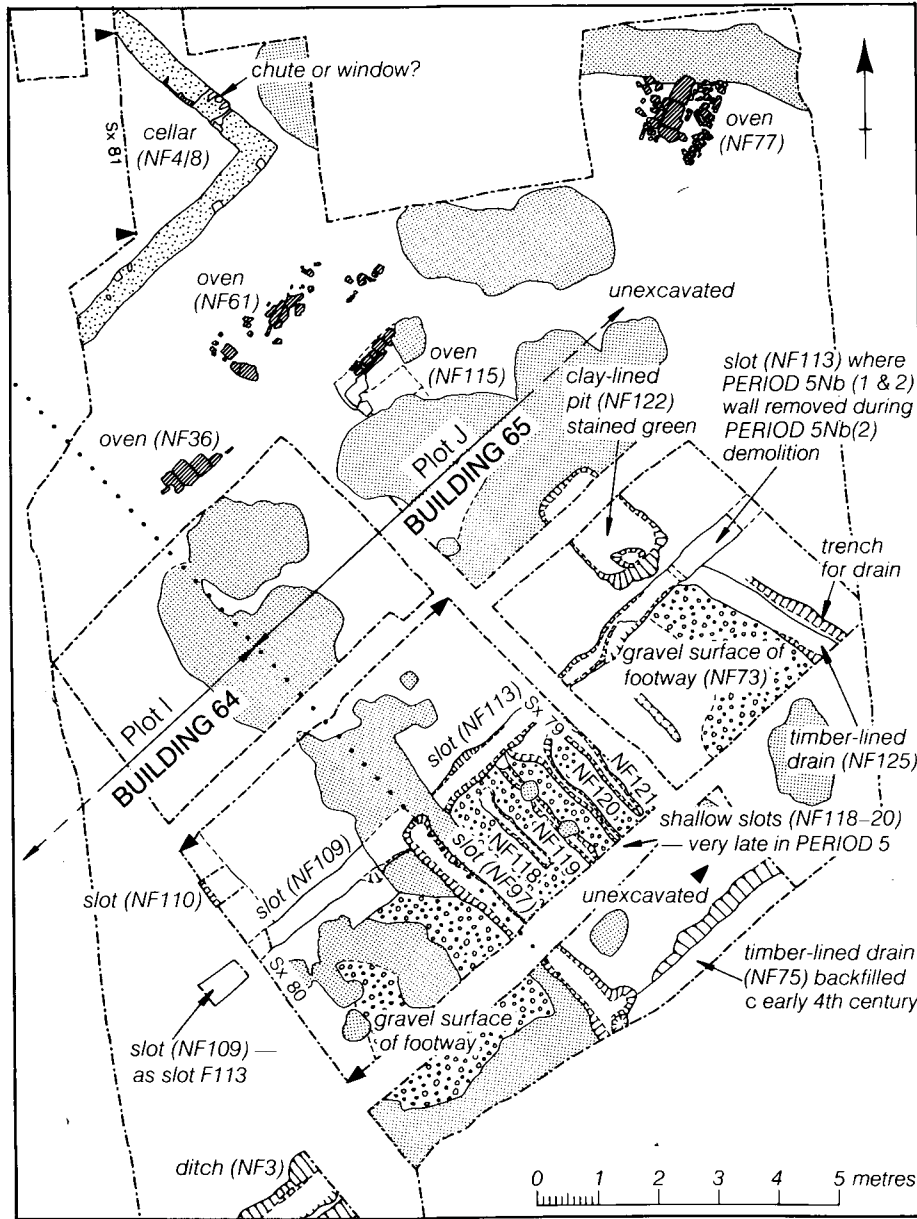 chute or window?
Sx 81
cellar
(NF4/8)
oven
(NF77)
oven
(NF61)
unexcavated
oven
(NF115)
clay-lined
pit (NF122)
stained green
slot (NF113) where
PERIOD 5Nb (1 & 2)
wall removed during
PERIOD 5Nb(2)
demolition
oven (NF36)
Plot J
BUILDING 65
trench
for drain
gravel surface of
footway (NF73)
Plot I
BUILDING 64
slot (NF113)
Sx 79
NF121
NF120
NF119
NF118
slot (NF97)
timber-lined
drain (NF125)
shallow slots (NF118–20)
— very late in PERIOD 5
slot (NF109)
slot (NF110)
unexcavated
Sx 80
timber-lined drain
(NF75) backfilled
c early 4th century
gravel surface
of footway
slot (NF109) —
as slot F113
ditch (NF3)
0 1 2 3 4 5 metres